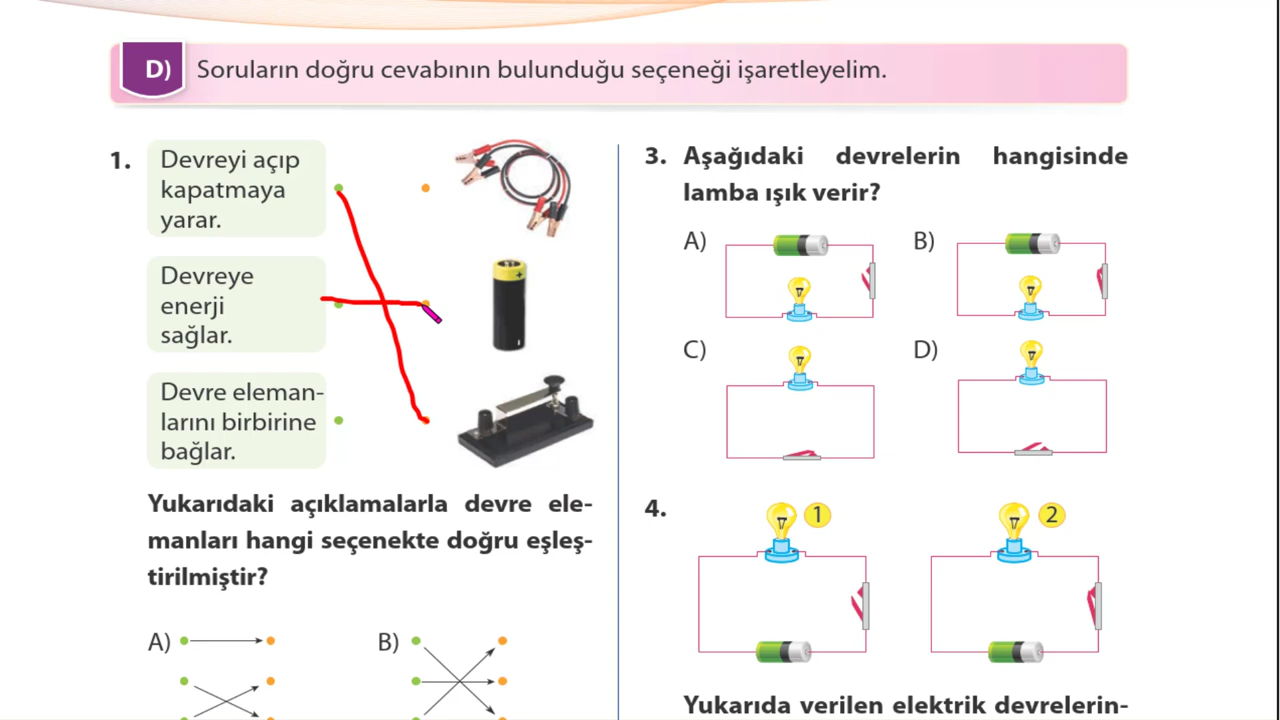 D) Soruların doğru cevabının bulunduğu seçeneği işaretleyelim.
1.
Devreyi açıp
kapatmaya
yarar.
Devreye
enerji
sağlar.
Devre eleman-
larını birbirine
bağlar.
Yukarıdaki açıklamalarla devre ele-
manları hangi seçenekte doğru eşleş-
tirilmiştir?
A)
B)
3. Aşağıdaki devrelerin hangisinde
lamba ışık verir?
A)
B)
C)
D)
4.
1
2
Yukarıda verilen elektrik devrelerin-